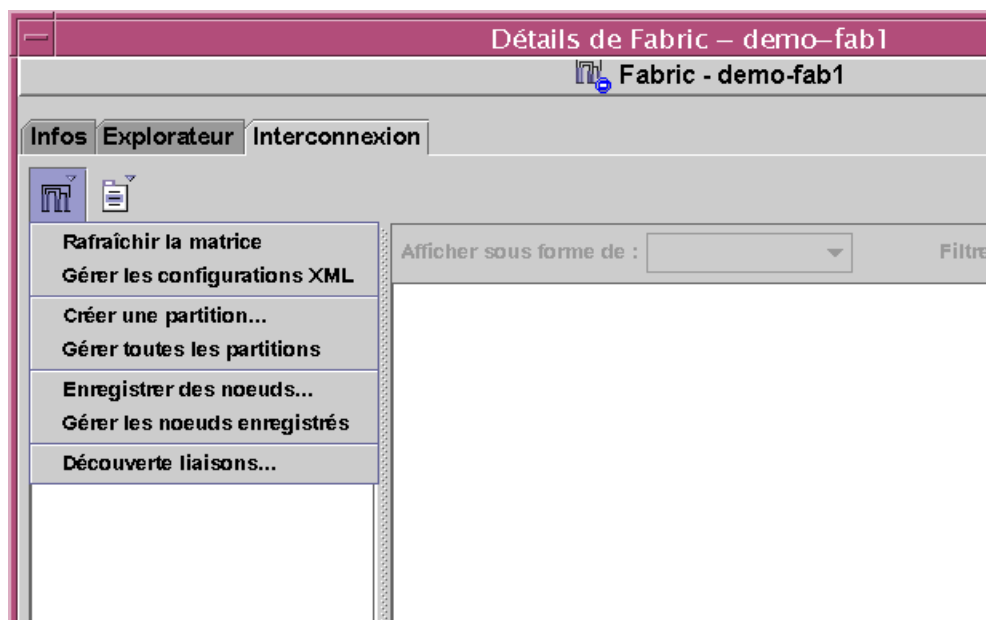 Détails de Fabric – demo–fab1
Fabric - demo-fab1
Infos Explorateur Interconnexion
Rafraîchir la matrice
Gérer les configurations XML
Créer une partition...
Gérer toutes les partitions
Enregistrer des noeuds...
Gérer les noeuds enregistrés
Découverte liaisons...
Afficher sous forme de : Filtre